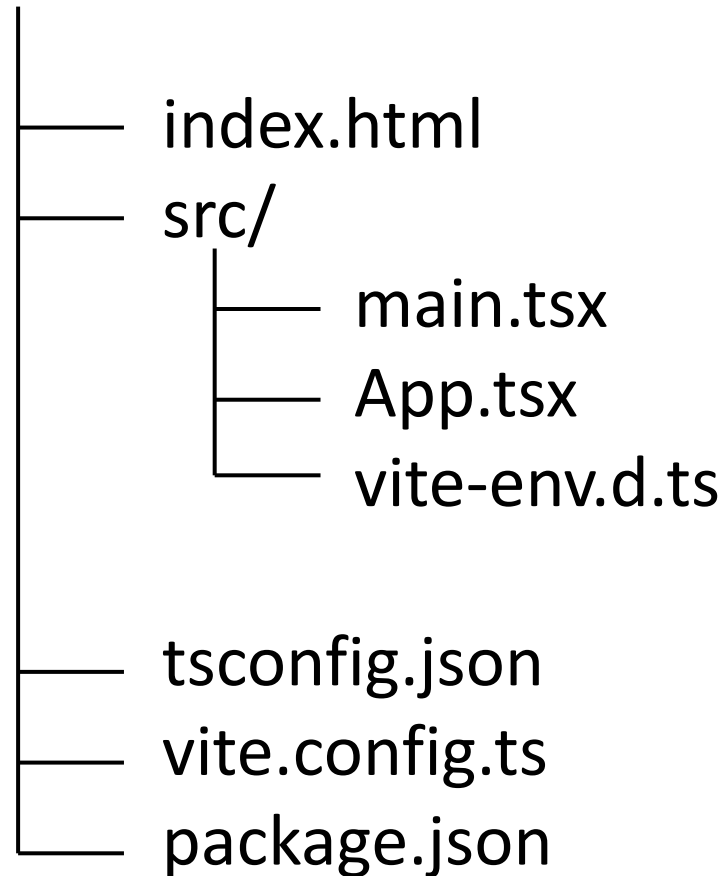 index.html
src/
main.tsx
App.tsx
vite-env.d.ts
tsconfig.json
vite.config.ts
package.json